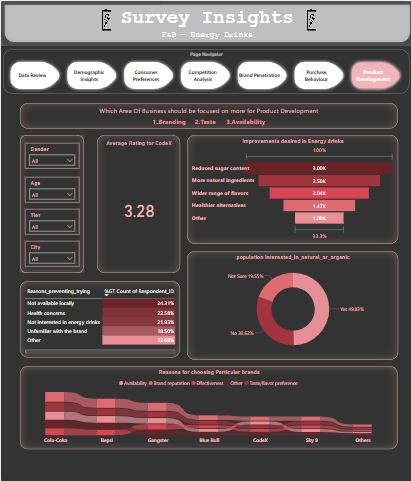 Survey Insights
F&B - Energy Drinks
Page Navigator
Data Review
Demographic Insights
Consumer Preferences
Competition Analysis
Brand Penetration
Purchase Behaviour
Product Development
Which Area Of Business should be focused on more for Product Development
1.Branding 2.Taste 3.Availability
Gender
All
Age
All
Tier
All
City
All
Average Rating for CodeX
3.28
Improvements desired in Energy drinks
100%
Reduced sugar content 3.00K
More natural ingredients 2.50K
Wider range of flavors 2.04K
Healthier alternatives 1.47K
Other 1.00K
33.3%
Reasons_preventing_trying %GT Count of Respondent_ID
Not available locally 24.31%
Health concerns 22.58%
Not interested in energy drinks 21.93%
Unfamiliar with the brand 18.50%
Other 12.68%
population interested_in_natural_or_organic
Not Sure 19.55%
Yes 49.83%
No 30.62%
Reasons for choosing Particular brands
Availability Brand reputation Effectiveness Other Taste/flavor preference
Cola-Coka Bepsi Gangster Blue Bull CodeX Sky 9 Others